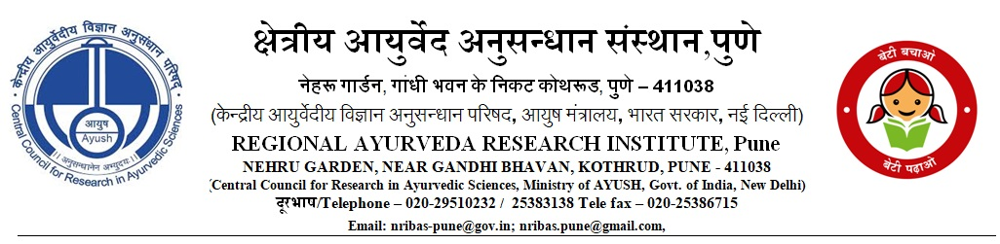 केन्द्रीय आयुर्वेदीय विज्ञान अनुसंधान परिषद
आयुष
Ayush
।। अनुसन्धानेन अभ्युदयः ।।
Central Council for Research in Ayurvedic Sciences
क्षेत्रीय आयुर्वेद अनुसन्धान संस्थान,पुणे
नेहरू गार्डन, गांधी भवन के निकट कोथरूड, पुणे – 411038
(केन्द्रीय आयुर्वेदीय विज्ञान अनुसन्धान परिषद, आयुष मंत्रालय, भारत सरकार, नई दिल्ली)
REGIONAL AYURVEDA RESEARCH INSTITUTE, Pune
NEHRU GARDEN, NEAR GANDHI BHAVAN, KOTHRUD, PUNE - 411038
(Central Council for Research in Ayurvedic Sciences, Ministry of AYUSH, Govt. of India, New Delhi)
दूरभाष/Telephone – 020-29510232 / 25383138 Tele fax – 020-25386715
Email: nribas-pune@gov.in; nribas.pune@gmail.com,
बेटी बचाओ
बेटी पढ़ाओ